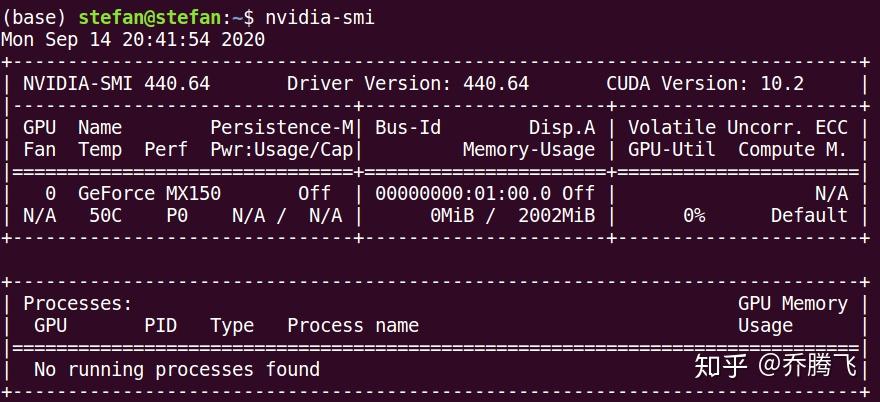 (base) stefan@stefan:~$ nvidia-smi
Mon Sep 14 20:41:54 2020
+-----------------------------------------------------------------------------+
| NVIDIA-SMI 440.64       Driver Version: 440.64       CUDA Version: 10.2     |
|-------------------------------+----------------------+----------------------+
| GPU  Name        Persistence-M| Bus-Id        Disp.A | Volatile Uncorr. ECC |
| Fan  Temp  Perf  Pwr:Usage/Cap|         Memory-Usage | GPU-Util  Compute M. |
|===============================+======================+======================|
|   0  GeForce MX150       Off  | 00000000:01:00.0 Off |                  N/A |
| N/A   50C    P0    N/A /  N/A |      0MiB /  2002MiB |      0%      Default |
+-------------------------------+----------------------+----------------------+
+-----------------------------------------------------------------------------+
| Processes:                                                       GPU Memory |
|  GPU       PID   Type   Process name                             Usage      |
|=============================================================================|
|  No running processes found                                                 |
+-----------------------------------------------------------------------------+
知乎 @乔腾飞